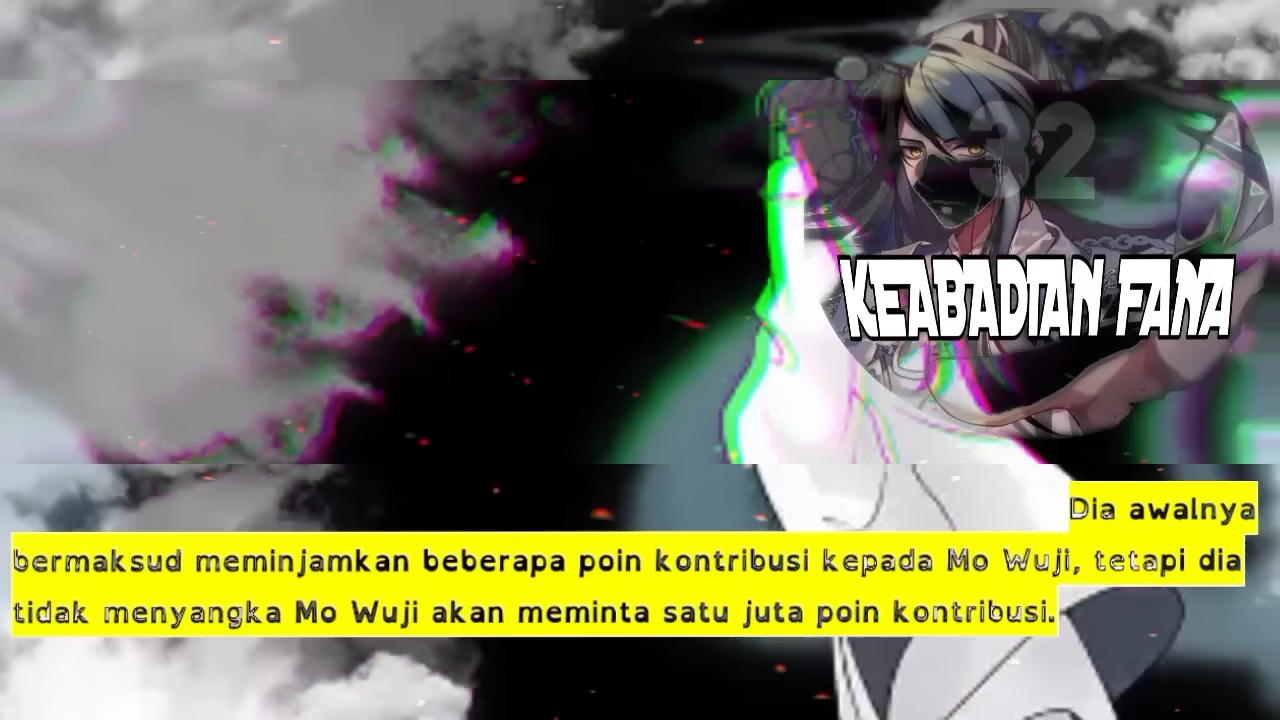 32
KEABADIAN FANA
Dia awalnya
bermaksud meminjamkan beberapa poin kontribusi kepada Mo Wuji, tetapi dia
tidak menyangka Mo Wuji akan meminta satu juta poin kontribusi.